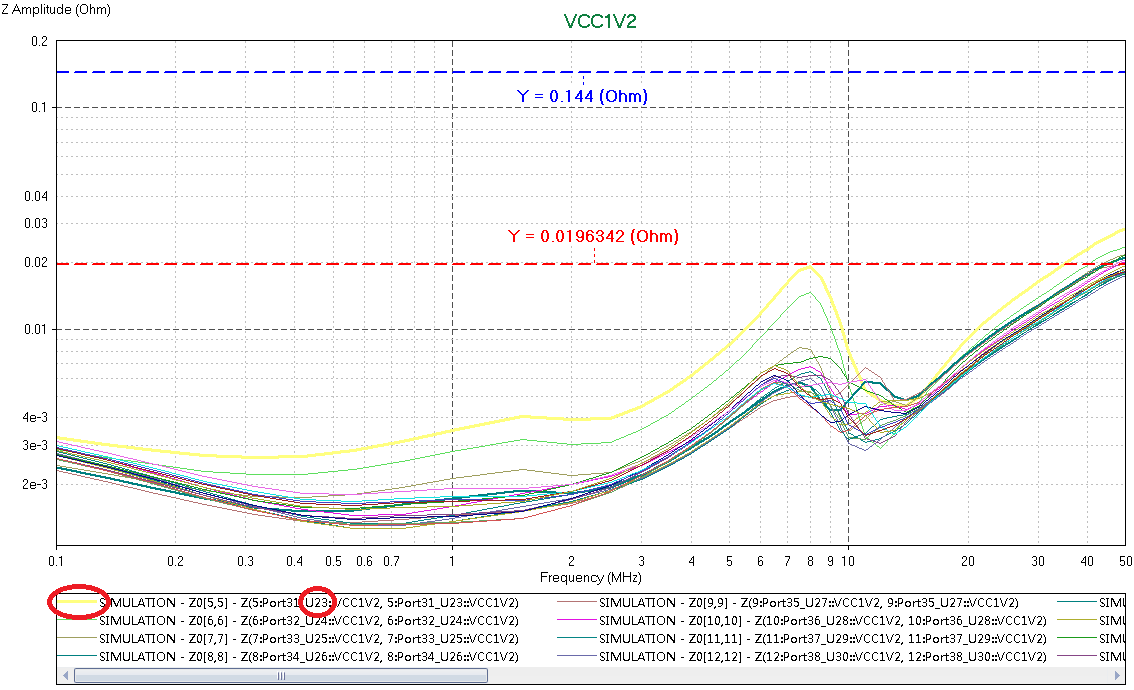 Z Amplitude (Ohm)
VCC1V2
0.2
Y = 0.144 (Ohm)
0.1
0.04
0.03
Y = 0.0196342 (Ohm)
0.02
0.01
4e-3
3e-3
2e-3
0.1 0.2 0.3 0.4 0.5 0.6 0.7 1 2 3 4 5 6 7 8 9 10 20 30 40 50
Frequency (MHz)
SIMULATION - Z0[5,5] - Z(5:Port31_U23::VCC1V2, 5:Port31_U23::VCC1V2) SIMULATION - Z0[9,9] - Z(9:Port35_U27::VCC1V2, 9:Port35_U27::VCC1V2) SIMU
SIMULATION - Z0[6,6] - Z(6:Port32_U24::VCC1V2, 6:Port32_U24::VCC1V2) SIMULATION - Z0[10,10] - Z(10:Port36_U28::VCC1V2, 10:Port36_U28::VCC1V2) SIMU
SIMULATION - Z0[7,7] - Z(7:Port33_U25::VCC1V2, 7:Port33_U25::VCC1V2) SIMULATION - Z0[11,11] - Z(11:Port37_U29::VCC1V2, 11:Port37_U29::VCC1V2) SIMU
SIMULATION - Z0[8,8] - Z(8:Port34_U26::VCC1V2, 8:Port34_U26::VCC1V2) SIMULATION - Z0[12,12] - Z(12:Port38_U30::VCC1V2, 12:Port38_U30::VCC1V2) SIMU